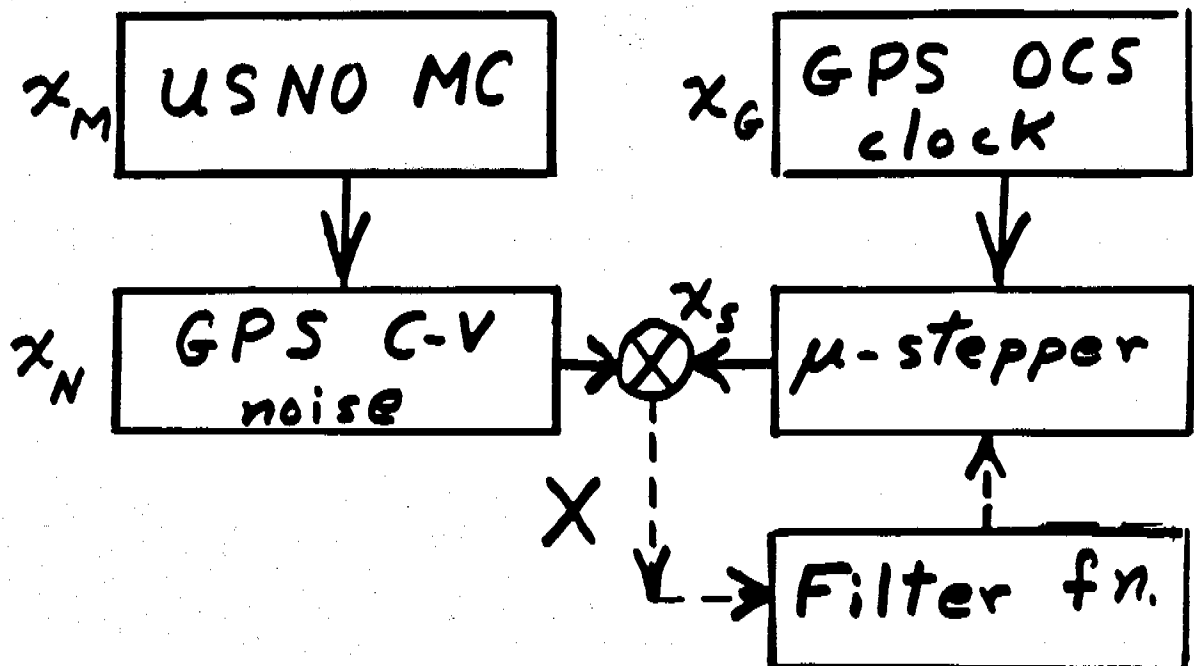 x_M
USNO MC
x_G
GPS OCS
clock
x_N
GPS C-V
noise
x_s
μ-stepper
X
Filter fn.